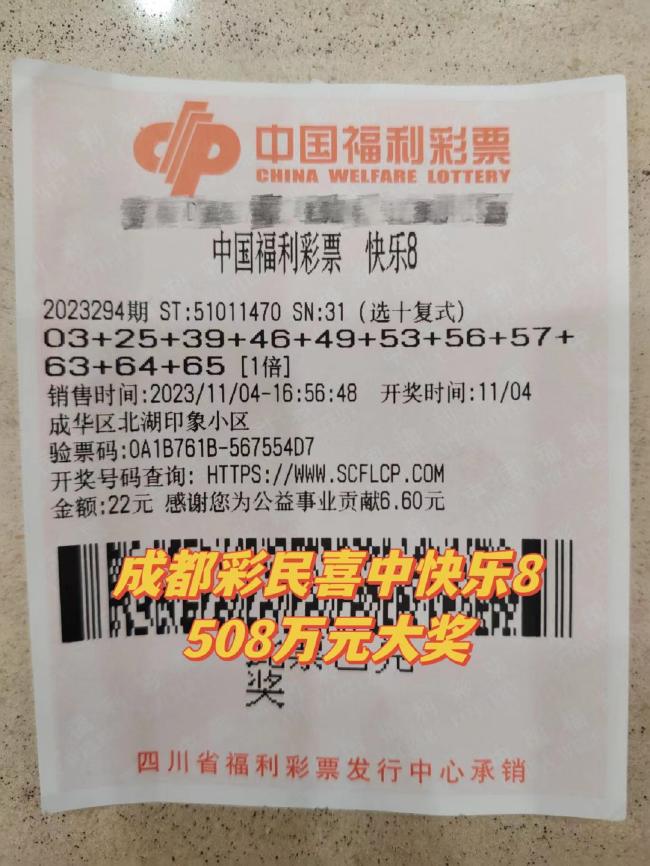 中国福利彩票
CHINA WELFARE LOTTERY
中国福利彩票 快乐8
2023294期 ST:51011470 SN:31 (选十复式)
03+25+39+46+49+53+56+57+
63+64+65 [1倍]
销售时间:2023/11/04-16:56:48 开奖时间:11/04
成华区北湖印象小区
验票码:0A1B761B-567554D7
开奖号码查询: HTTPS://WWW.SCFLCP.COM
金额:22元 感谢您为公益事业贡献6.60元
成都彩民喜中快乐8
508万元大奖
奖
四川省福利彩票发行中心承销